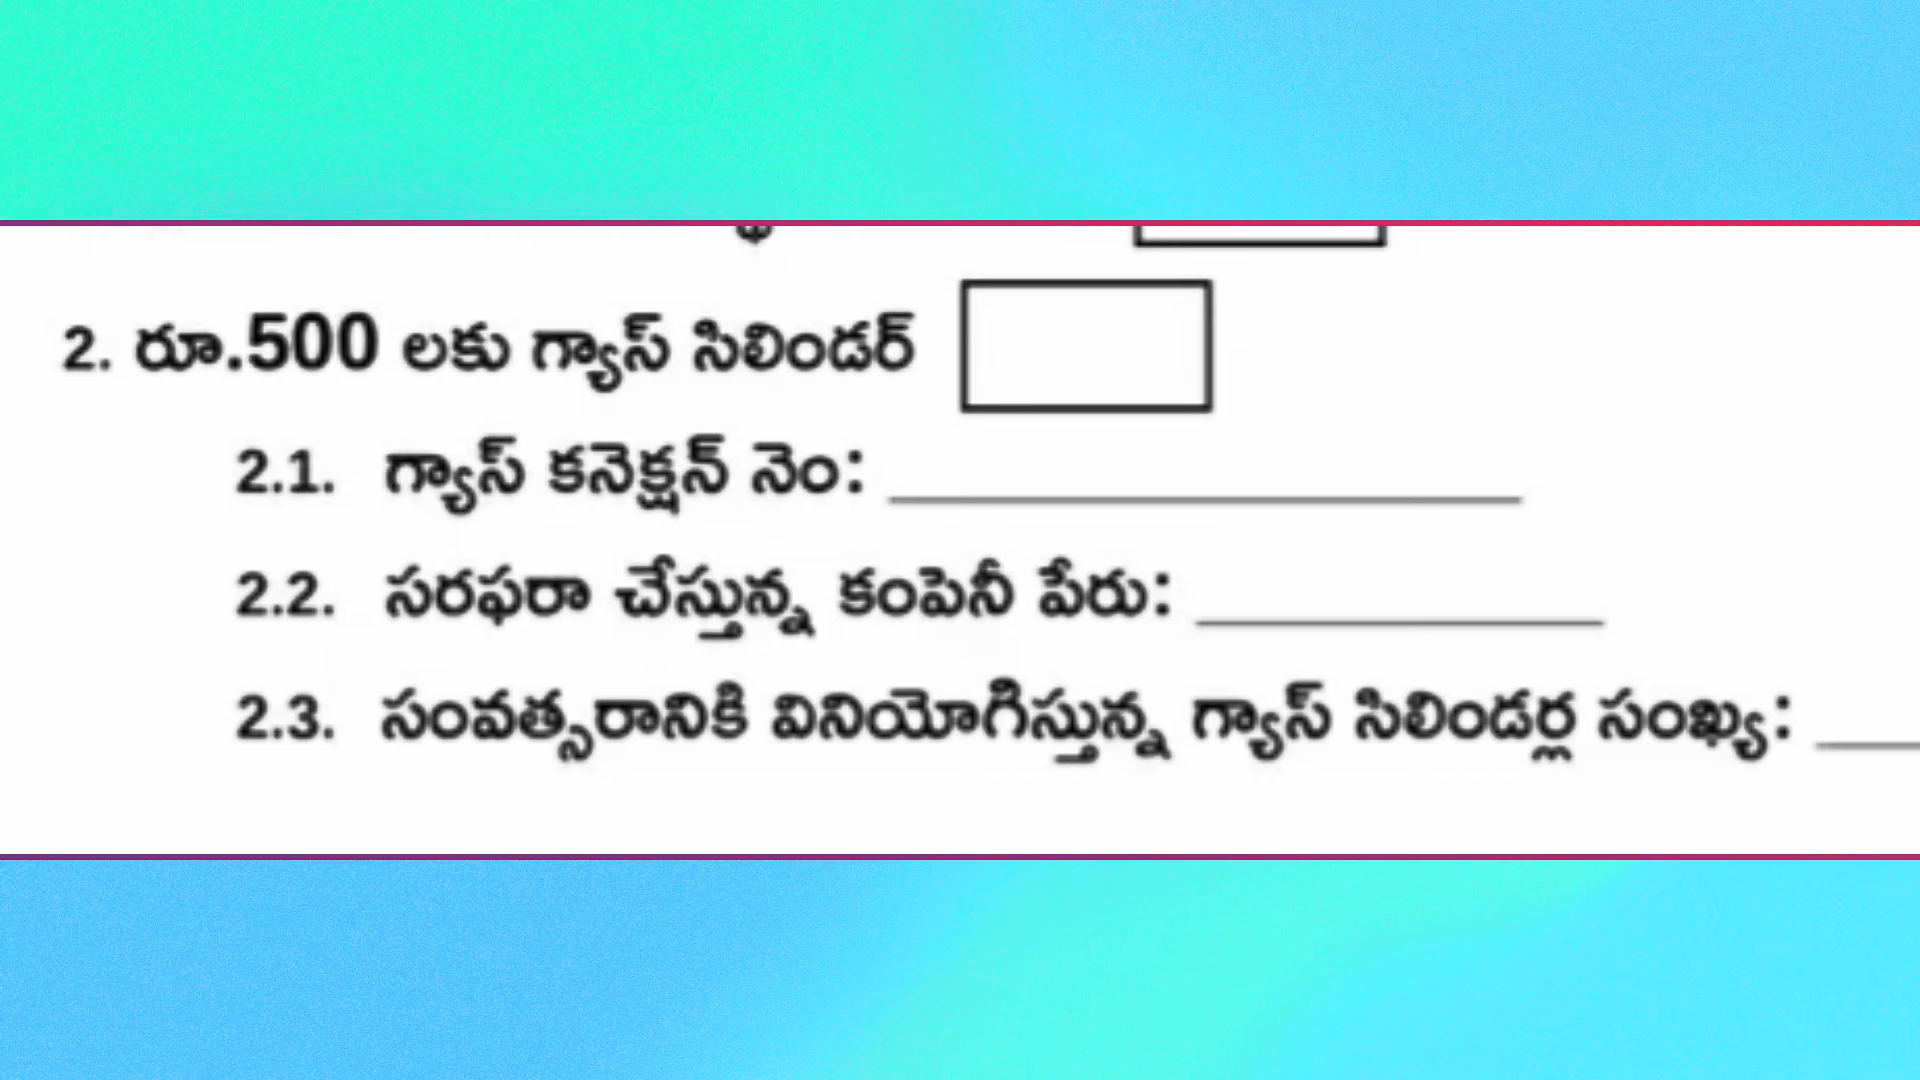 2. రూ.500 లకు గ్యాస్ సిలిండర్
2.1. గ్యాస్ కనెక్షన్ నెం:
2.2. సరఫరా చేస్తున్న కంపెనీ పేరు:
2.3. సంవత్సరానికి వినియోగిస్తున్న గ్యాస్ సిలిండర్ల సంఖ్య: